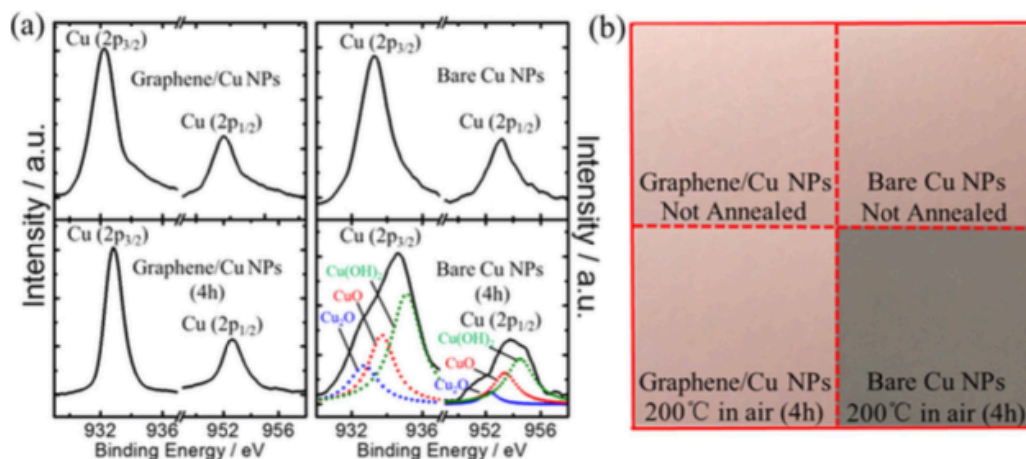 (a)
Cu (2p3/2)
Graphene/Cu NPs
Cu (2p1/2)
Cu (2p3/2)
Bare Cu NPs
Cu (2p1/2)
Intensity / a.u.
Cu (2p3/2)
Graphene/Cu NPs
(4h)
Cu (2p1/2)
932 936 952 956
Binding Energy / eV
Cu (2p3/2)
Cu(OH)2
CuO
Cu2O
Bare Cu NPs
(4h)
Cu (2p1/2)
Cu(OH)2
CuO
Cu2O
932 936 952 956
Binding Energy / eV
Intensity / a.u.
(b)
Graphene/Cu NPs
Not Annealed
Bare Cu NPs
Not Annealed
Graphene/Cu NPs
200℃ in air (4h)
Bare Cu NPs
200℃ in air (4h)